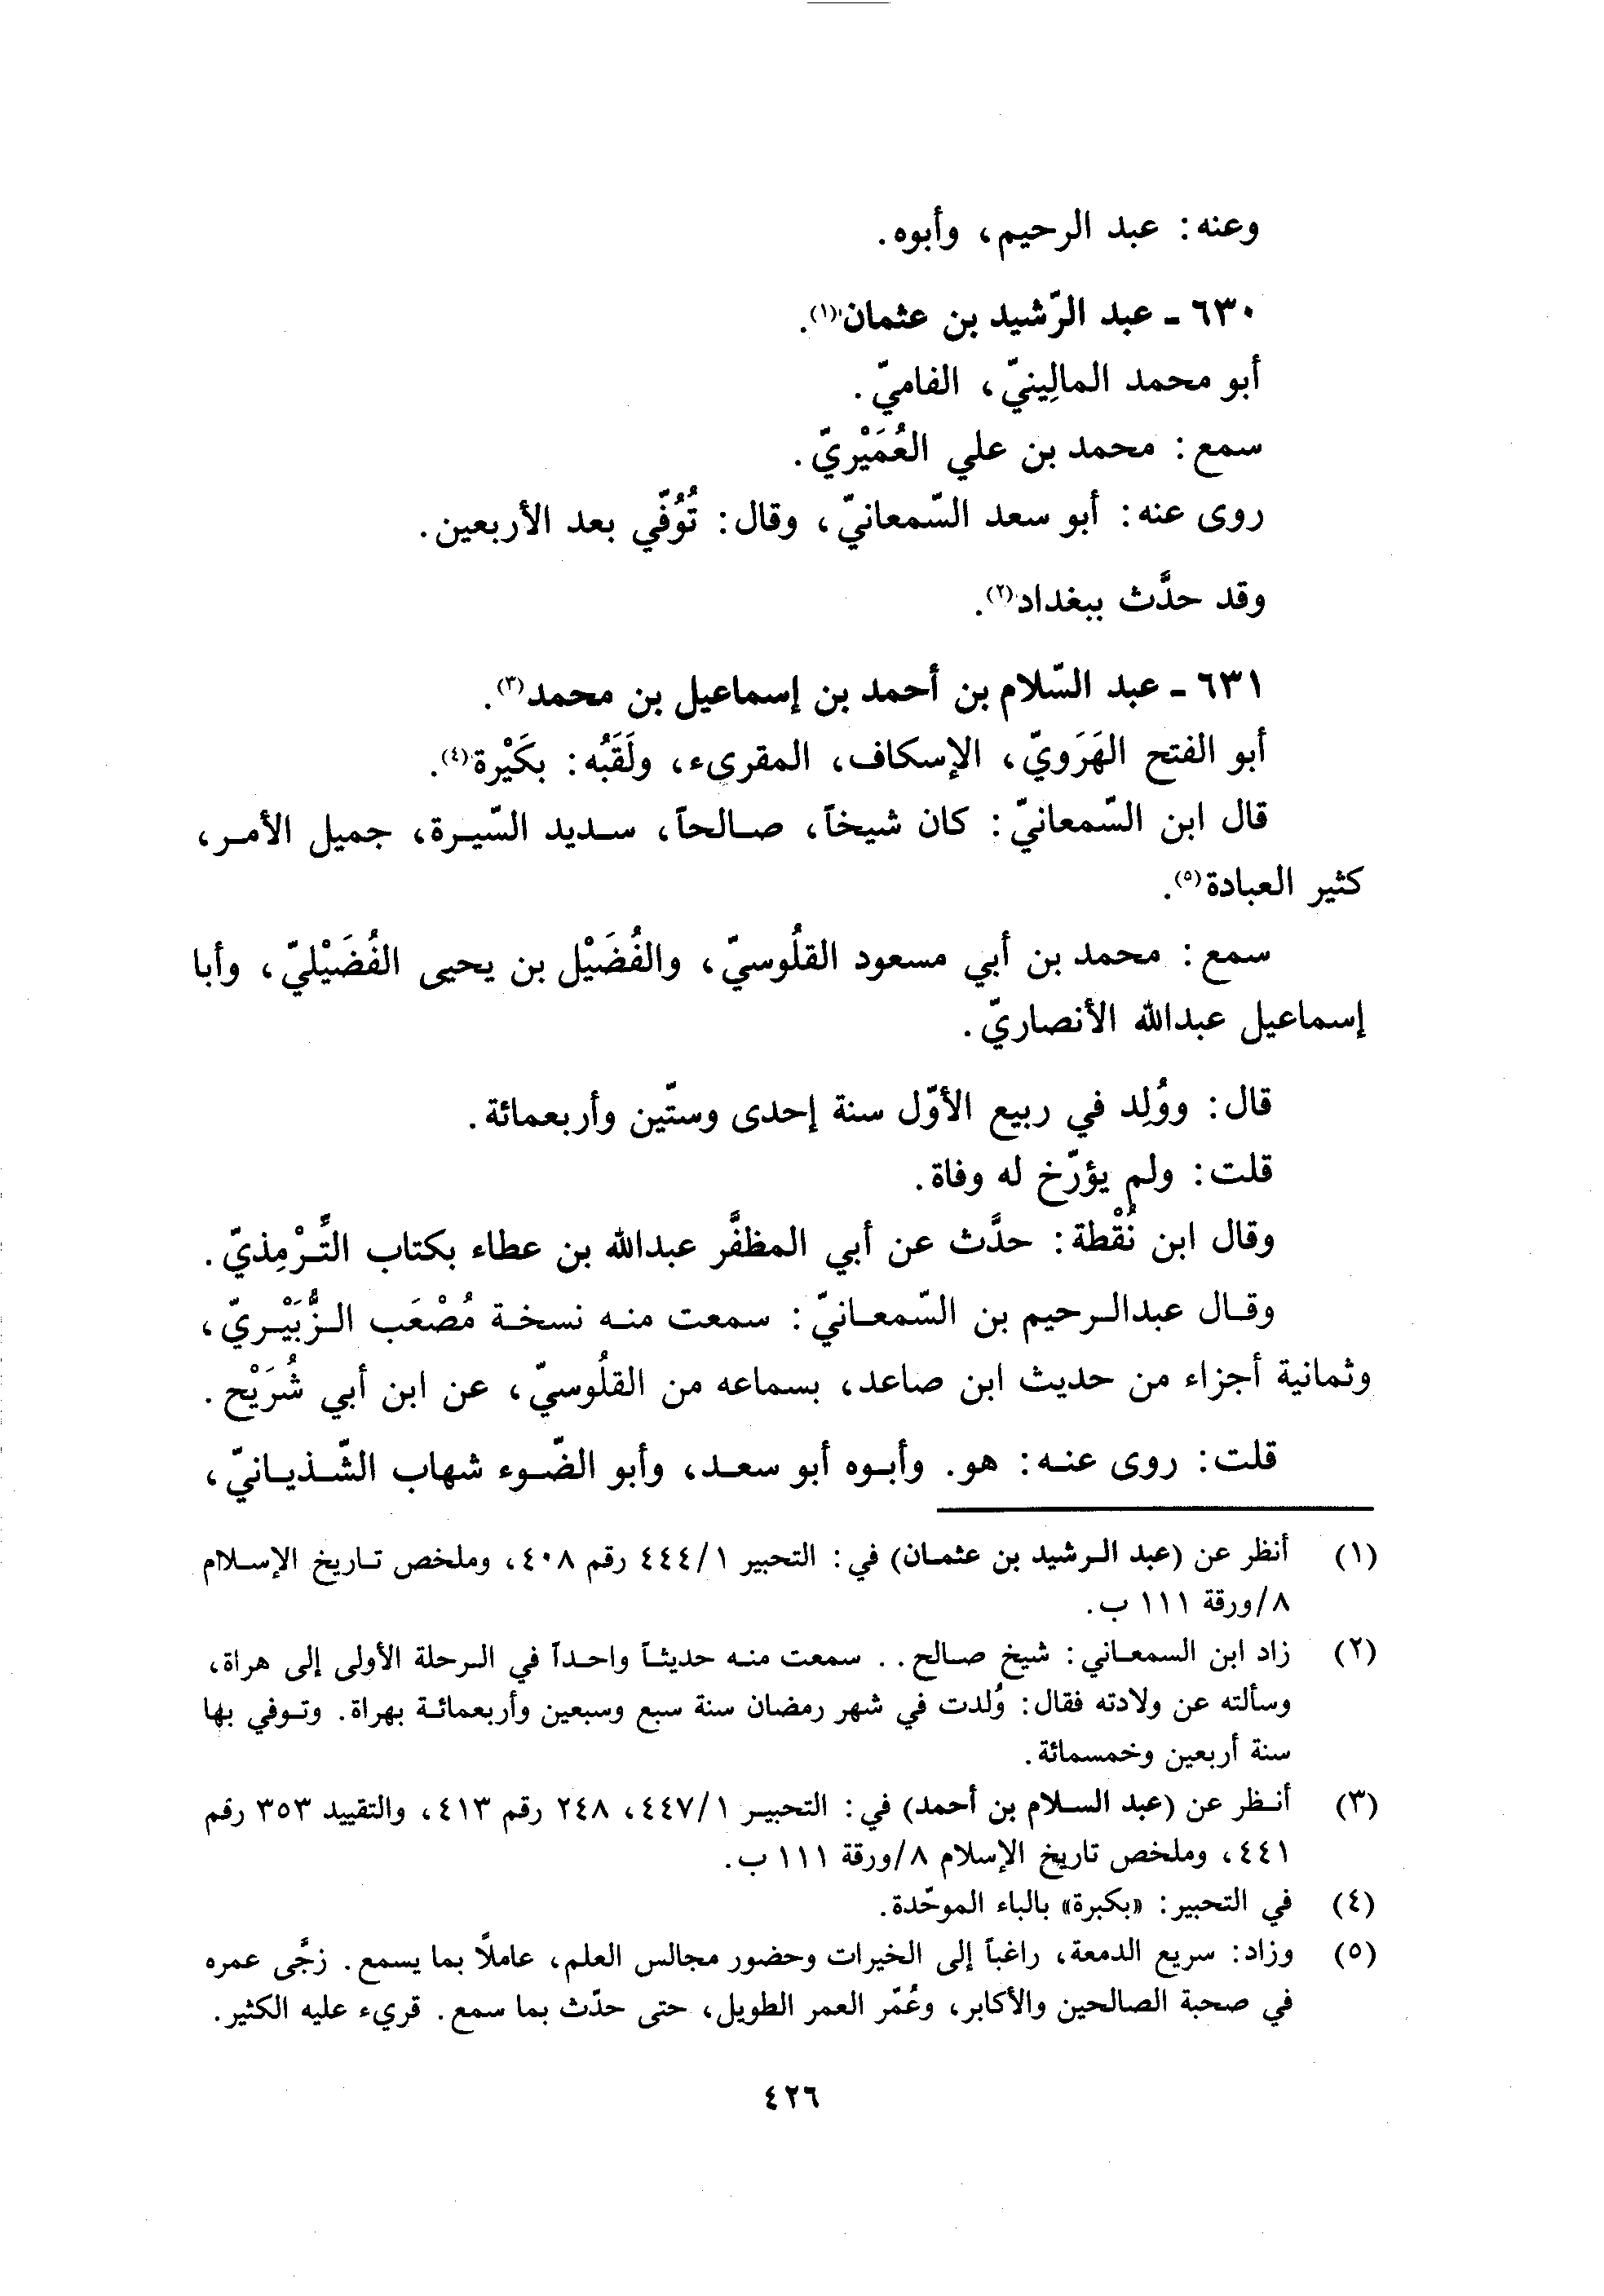 وعنه: عبد الرحيم، وأبوه.
٦٣٠ - عبد الرّشيد بن عثمان(١).
أبو محمد المالِينيّ، الفاميّ.
سمع: محمد بن علي العُمَيْريّ.
روى عنه: أبو سعد السّمعانيّ، وقال: تُوُفّي بعد الأربعين.
وقد حدَّث ببغداد(٢).
٦٣١ - عبد السّلام بن أحمد بن إسماعيل بن محمد(٣).
أبو الفتح الهَرَويّ، الإسكاف، المقرىء، ولَقَبُه: بكَيْرة(٤).
قال ابن السّمعانيّ: كان شيخاً، صالحاً، سديد السّيرة، جميل الأمر،
كثير العبادة(٥).
سمع: محمد بن أبي مسعود القلُوسيّ، والفُضَيْل بن يحيى الفُضَيْليّ، وأبا
إسماعيل عبدالله الأنصاريّ.
قال: ووُلِد في ربيع الأوّل سنة إحدى وستّين وأربعمائة.
قلت: ولم يؤرّخ له وفاة.
وقال ابن نُقْطة: حدَّث عن أبي المظفَّر عبدالله بن عطاء بكتاب التِّرْمِذيّ.
وقال عبدالرحيم بن السّمعانيّ: سمعت منه نسخة مُصْعَب الزُّبَيْريّ،
وثمانية أجزاء من حديث ابن صاعد، بسماعه من القلُوسيّ، عن ابن أبي شُرَيْح.
قلت: روى عنه: هو. وأبوه أبو سعد، وأبو الضّوء شهاب الشّذيانيّ،
(١) أنظر عن (عبد الرشيد بن عثمان) في: التحبير ٤٤٤/١ رقم ٤٠٨، وملخص تاريخ الإسلام
٨/ورقة ١١١ ب.
(٢) زاد ابن السمعاني: شيخ صالح.. سمعت منه حديثاً واحداً في الرحلة الأولى إلى هراة،
وسألته عن ولادته فقال: وُلدت في شهر رمضان سنة سبع وسبعين وأربعمائة بهراة. وتوفي بها
سنة أربعين وخمسمائة.
(٣) أنظر عن (عبد السلام بن أحمد) في: التحبير ٤٤٧/١، ٢٤٨ رقم ٤١٣، والتقييد ٣٥٣ رقم
٤٤١، وملخص تاريخ الإسلام ٨/ورقة ١١١ ب.
(٤) في التحبير: «بكبرة» بالباء الموحّدة.
(٥) وزاد: سريع الدمعة، راغباً إلى الخيرات وحضور مجالس العلم، عاملًا بما يسمع. زجَّى عمره
في صحبة الصالحين والأكابر، وعُمّر العمر الطويل، حتى حدّث بما سمع. قرىء عليه الكثير.
٤٢٦